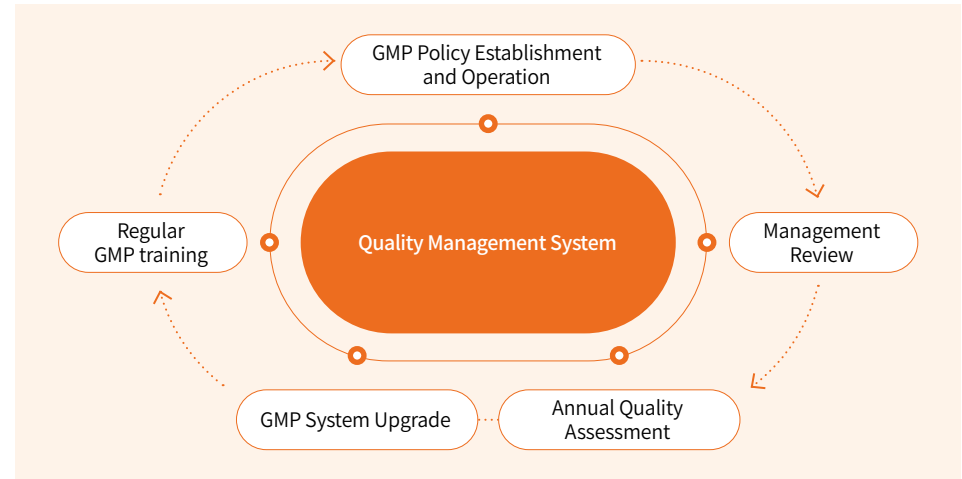 GMP Policy Establishment
and Operation
Regular
GMP training
Quality Management System
Management
Review
GMP System Upgrade
Annual Quality
Assessment